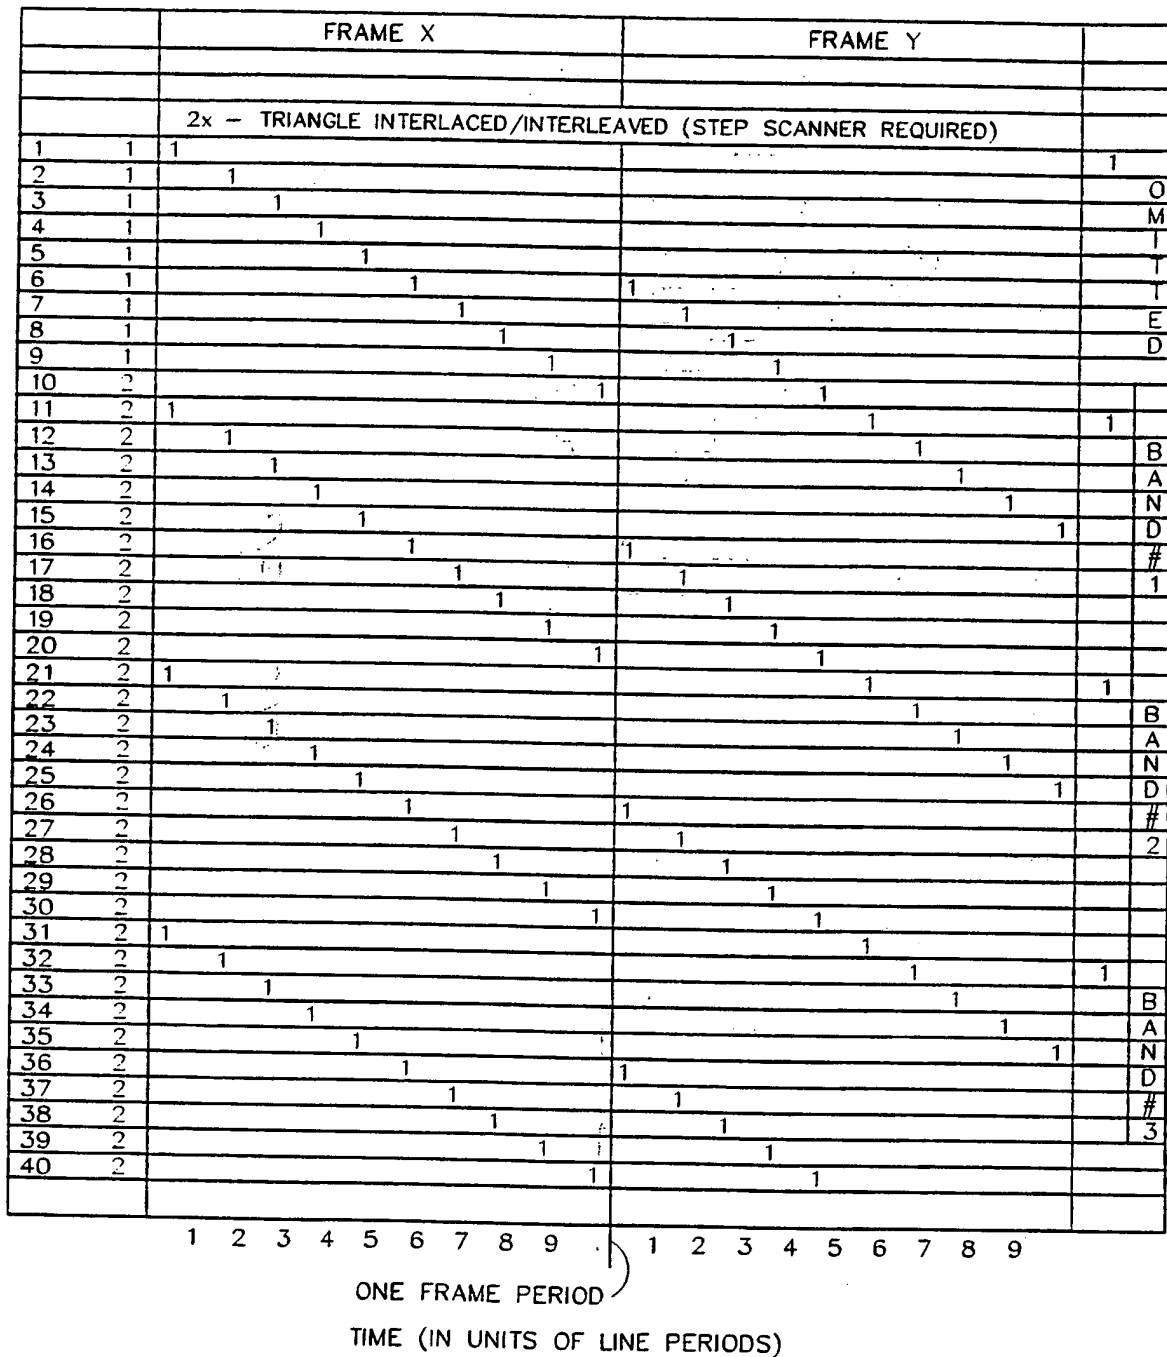 FRAME X FRAME Y
2x – TRIANGLE INTERLACED/INTERLEAVED (STEP SCANNER REQUIRED)
1 1 1 1
2 1 1 O
3 1 1 M
4 1 1 I
5 1 1 T
6 1 1 1 T
7 1 1 1 E
8 1 1 1 D
9 1 1 1
10 2 1 1
11 2 1 1 1
12 2 1 1 B
13 2 1 1 A
14 2 1 1 N
15 2 1 1 D
16 2 1 1 #
17 2 1 1 1
18 2 1 1
19 2 1 1
20 2 1 1
21 2 1 1 1
22 2 1 1 B
23 2 1 1 A
24 2 1 1 N
25 2 1 1 D
26 2 1 1 #
27 2 1 1 2
28 2 1 1
29 2 1 1
30 2 1 1
31 2 1 1
32 2 1 1 1
33 2 1 1 B
34 2 1 1 A
35 2 1 1 N
36 2 1 1 D
37 2 1 1 #
38 2 1 1 3
39 2 1 1
40 2 1 1
1 2 3 4 5 6 7 8 9 1 2 3 4 5 6 7 8 9
ONE FRAME PERIOD
TIME (IN UNITS OF LINE PERIODS)